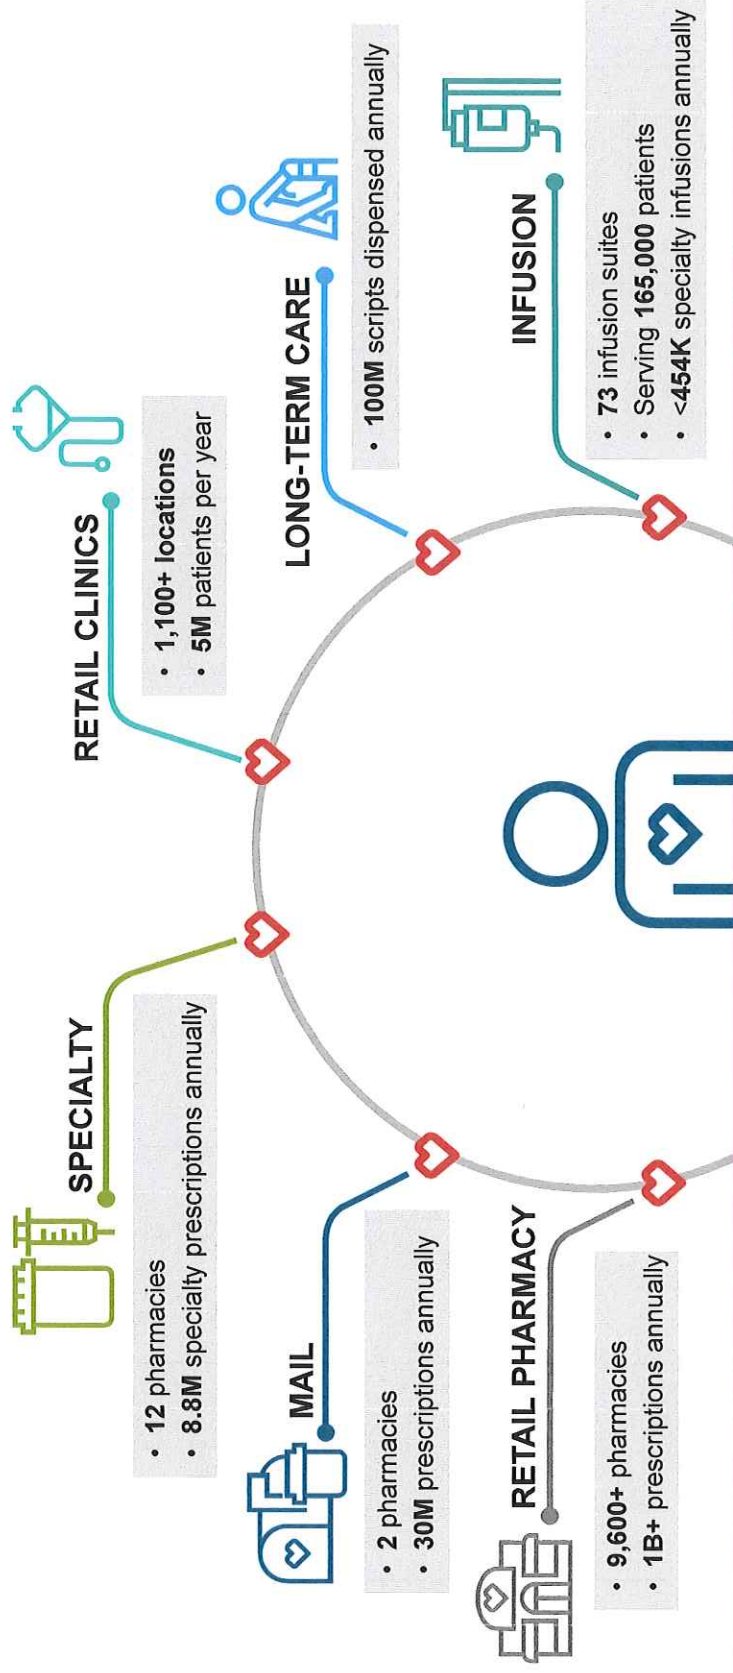 SPECIALTY
• 12 pharmacies
• 8.8M specialty prescriptions annually
RETAIL CLINICS
• 1,100+ locations
• 5M patients per year
MAIL
• 2 pharmacies
• 30M prescriptions annually
LONG-TERM CARE
• 100M scripts dispensed annually
RETAIL PHARMACY
• 9,600+ pharmacies
• 1B+ prescriptions annually
INFUSION
• 73 infusion suites
• Serving 165,000 patients
• <454K specialty infusions annually